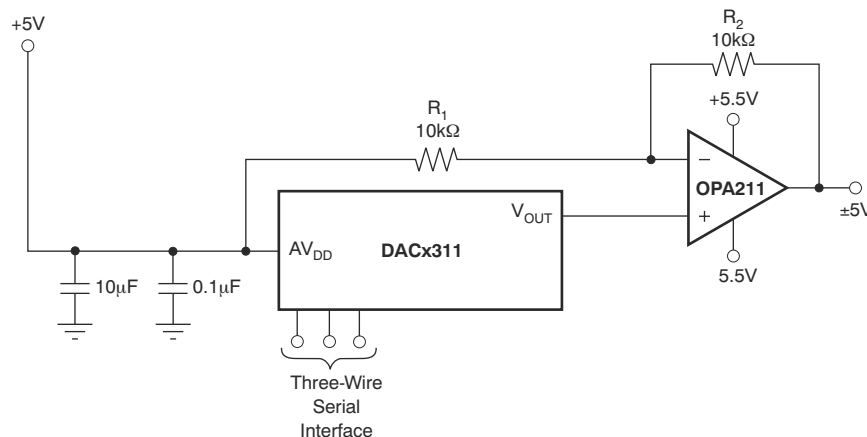 +5V
R2
10kΩ
+5.5V
R1
10kΩ
–
OPA211
+
±5V
5.5V
VOUT
AVDD
DACx311
10μF
0.1μF
Three-Wire
Serial
Interface